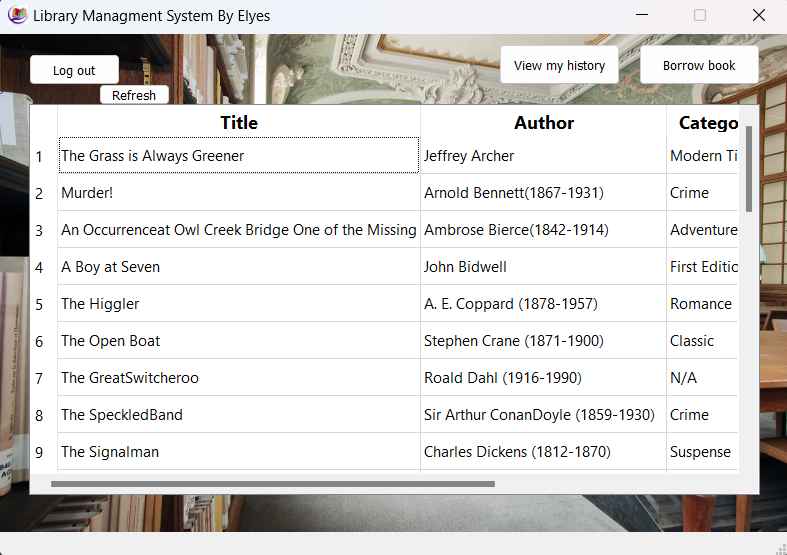 Library Managment System By Elyes
Log out
View my history
Borrow book
Refresh
Title Author Catego
1 The Grass is Always Greener Jeffrey Archer Modern Ti
2 Murder! Arnold Bennett(1867-1931) Crime
3 An Occurrenceat Owl Creek Bridge One of the Missing Ambrose Bierce(1842-1914) Adventure
4 A Boy at Seven John Bidwell First Editio
5 The Higgler A. E. Coppard (1878-1957) Romance
6 The Open Boat Stephen Crane (1871-1900) Classic
7 The GreatSwitcheroo Roald Dahl (1916-1990) N/A
8 The SpeckledBand Sir Arthur ConanDoyle (1859-1930) Crime
9 The Signalman Charles Dickens (1812-1870) Suspense